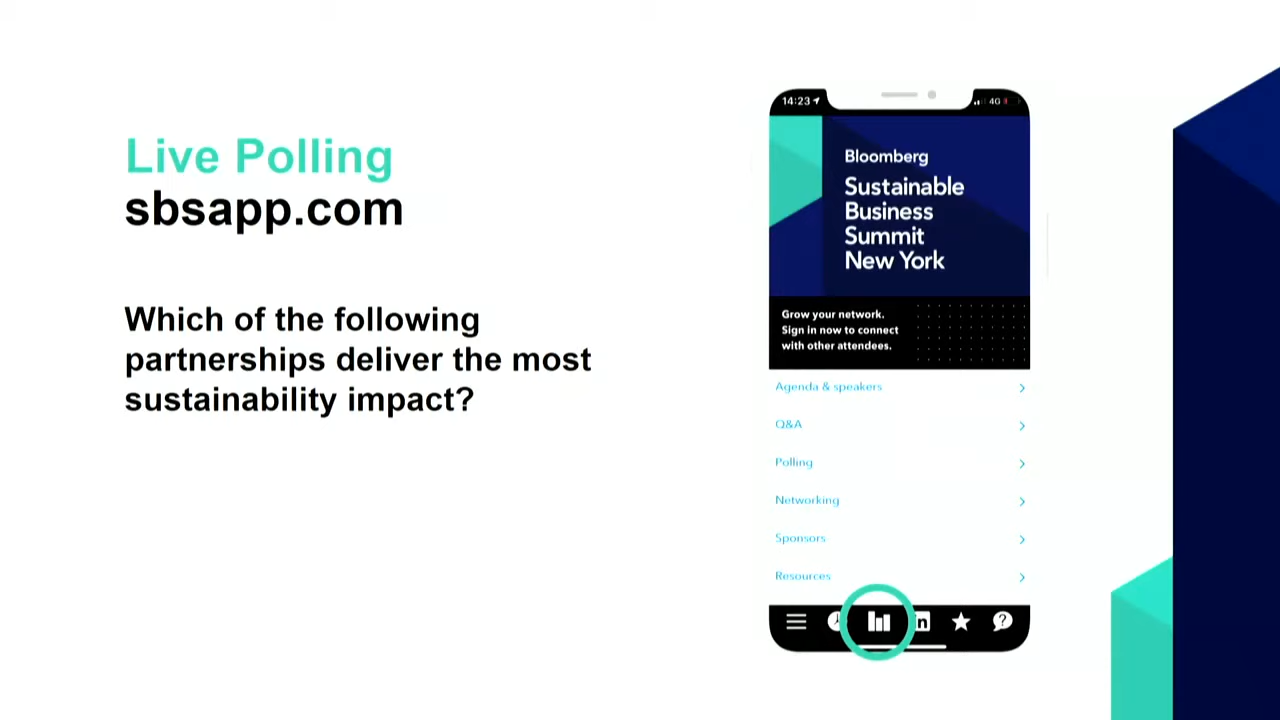 Live Polling
sbsapp.com
Which of the following
partnerships deliver the most
sustainability impact?
14:23
4G
Bloomberg
Sustainable
Business
Summit
New York
Grow your network.
Sign in now to connect
with other attendees.
Agenda & speakers
Q&A
Polling
Networking
Sponsors
Resources
in
?